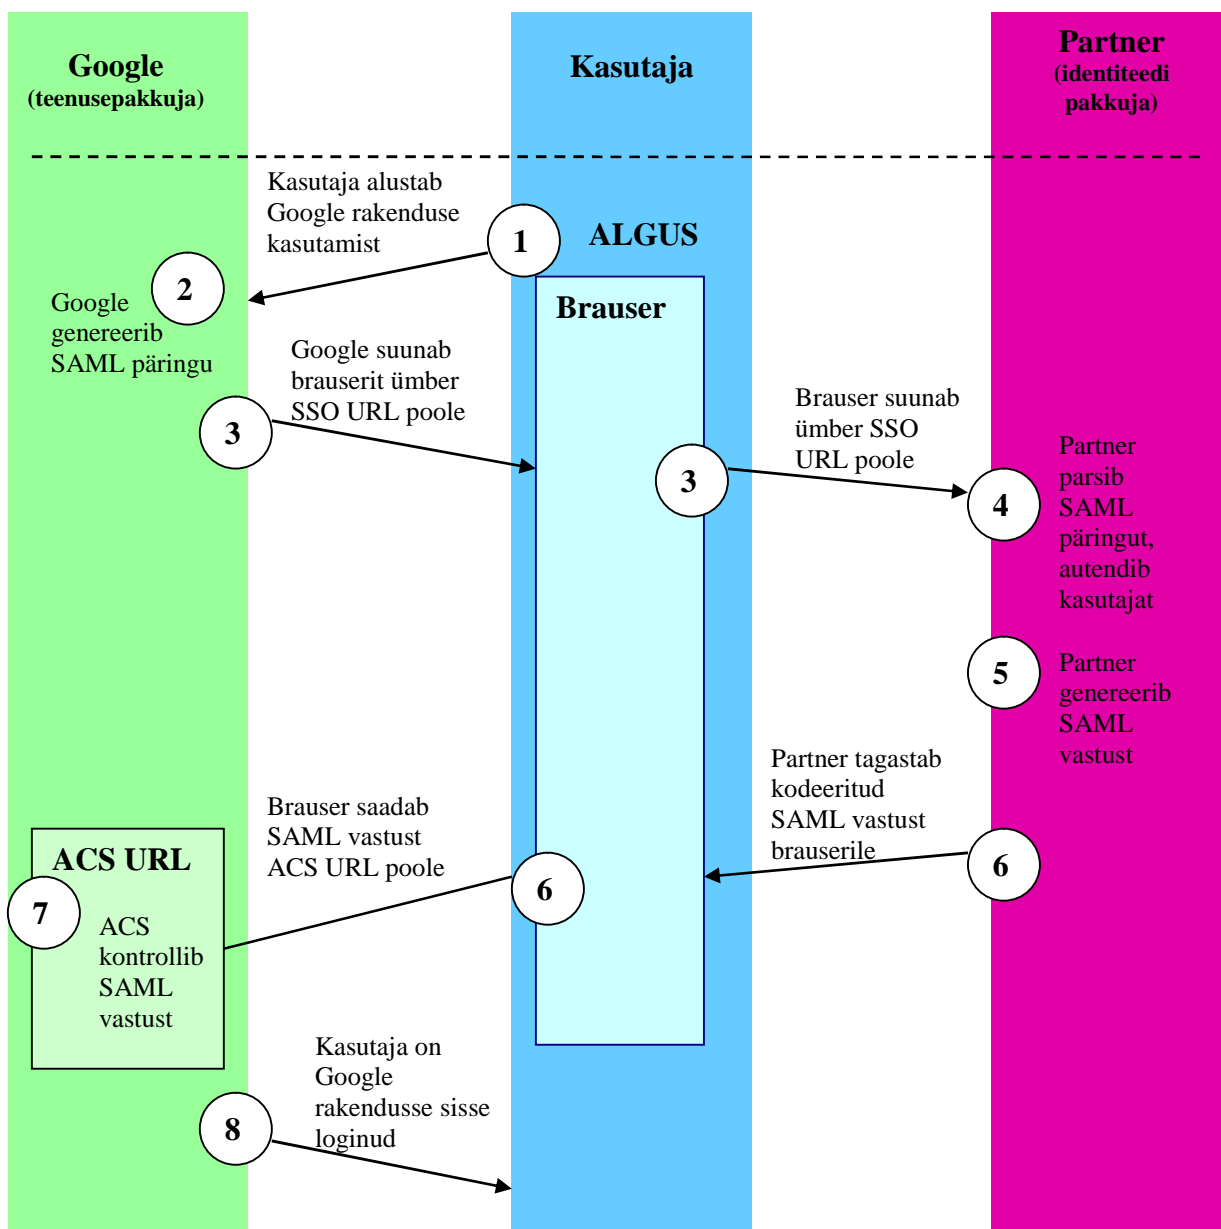 Google
(teenusepakkuja)
Kasutaja
Partner
(identiteedi
pakkuja)
Kasutaja alustab
Google rakenduse
kasutamist
1
ALGUS
2
Google
genereerib
SAML päringu
Brauser
Google suunab
brauserit ümber
SSO URL poole
3
Brauser suunab
ümber SSO
URL poole
3
4
Partner
parsib
SAML
päringut,
autendib
kasutajat
5
Partner
genereerib
SAML
vastust
Partner tagastab
kodeeritud
SAML vastust
brauserile
6
Brauser saadab
SAML vastust
ACS URL poole
6
ACS URL
7
ACS
kontrollib
SAML
vastust
Kasutaja on
Google
rakendusse sisse
loginud
8